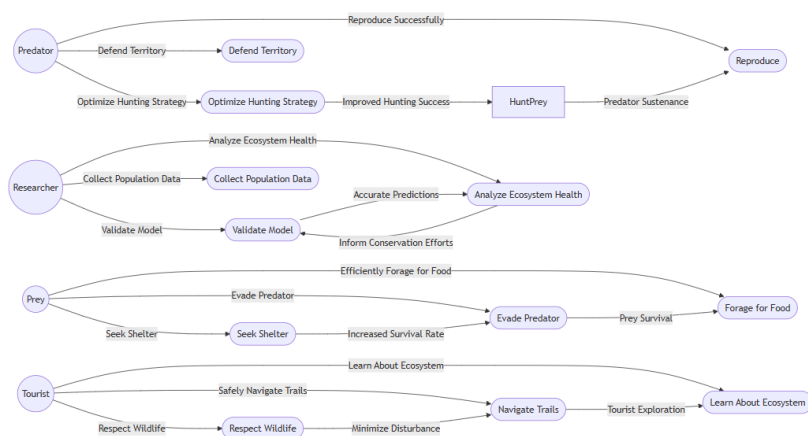 Reproduce Successfully
Predator
Defend Territory
Defend Territory
Reproduce
Optimize Hunting Strategy
Optimize Hunting Strategy
Improved Hunting Success
HuntPrey
Predator Sustenance
Analyze Ecosystem Health
Researcher
Collect Population Data
Collect Population Data
Accurate Predictions
Analyze Ecosystem Health
Validate Model
Validate Model
Inform Conservation Efforts
Efficiently Forage for Food
Prey
Evade Predator
Forage for Food
Evade Predator
Prey Survival
Seek Shelter
Seek Shelter
Increased Survival Rate
Learn About Ecosystem
Tourist
Safely Navigate Trails
Learn About Ecosystem
Navigate Trails
Tourist Exploration
Respect Wildlife
Respect Wildlife
Minimize Disturbance